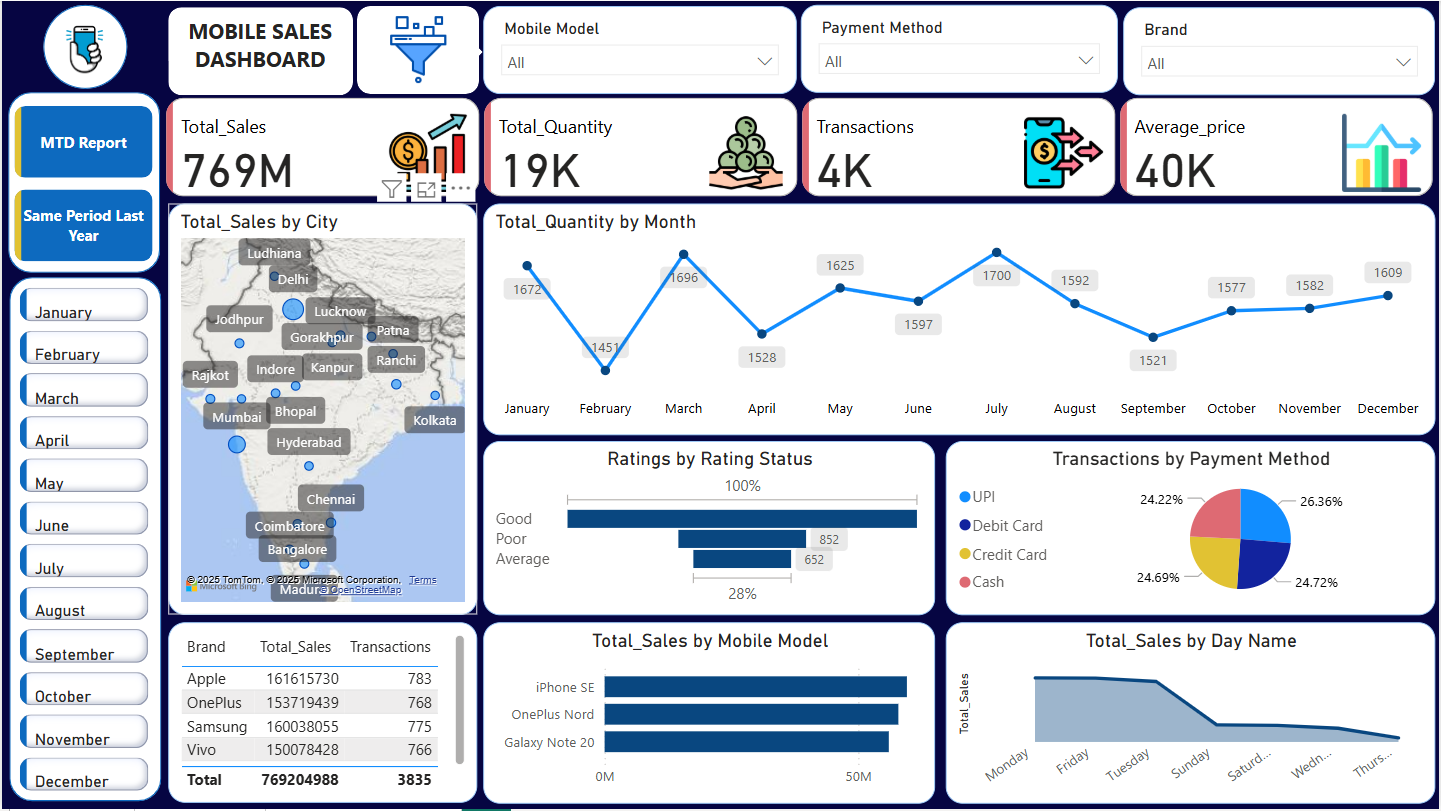 MOBILE SALES
DASHBOARD
Mobile Model
All
Payment Method
All
Brand
All
MTD Report
Same Period Last
Year
Total_Sales
769M
Total_Quantity
19K
Transactions
4K
Average_price
40K
January
February
March
April
May
June
July
August
September
October
November
December
Total_Sales by City
Ludhiana
Delhi
Lucknow
Jodhpur
Gorakhpur
Patna
Ranchi
Indore
Kanpur
Rajkot
Mumbai
Bhopal
Kolkata
Hyderabad
Chennai
Coimbatore
Bangalore
© 2025 TomTom, © 2025 Microsoft Corporation, Terms
Microsoft Bing
© OpenStreetMap
Total_Quantity by Month
1672
1451
1696
1528
1625
1597
1700
1592
1521
1577
1582
1609
January February March April May June July August September October November December
Ratings by Rating Status
100%
Good
Poor 852
Average 652
28%
Transactions by Payment Method
UPI
Debit Card
Credit Card
Cash
24.22%
26.36%
24.69%
24.72%
Brand Total_Sales Transactions
Apple 161615730 783
OnePlus 153719439 768
Samsung 160038055 775
Vivo 150078428 766
Total 769204988 3835
Total_Sales by Mobile Model
iPhone SE
OnePlus Nord
Galaxy Note 20
0M 50M
Total_Sales by Day Name
Total_Sales
Monday Friday Tuesday Sunday Saturd... Wedn... Thurs...